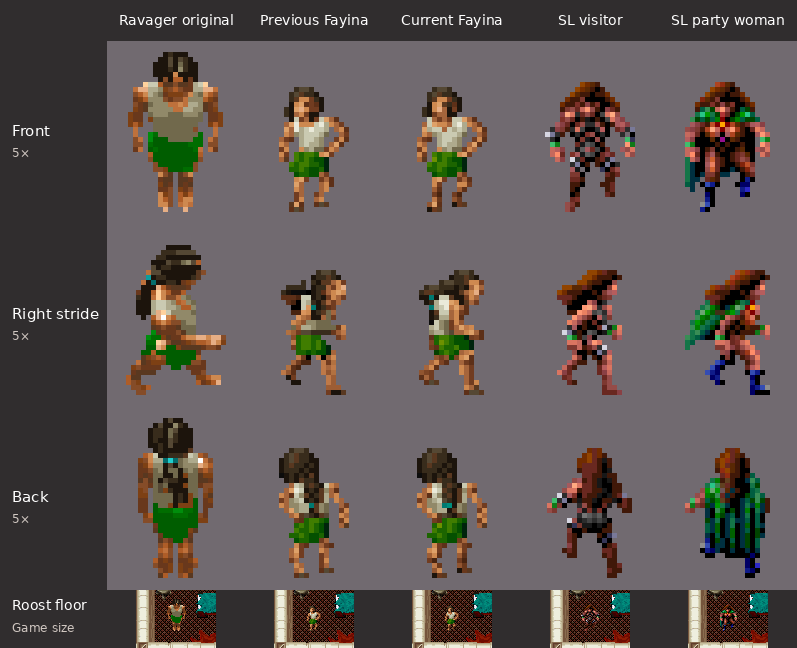 Ravager original
Previous Fayina
Current Fayina
SL visitor
SL party woman
Front
5×
Right stride
5×
Back
5×
Roost floor
Game size